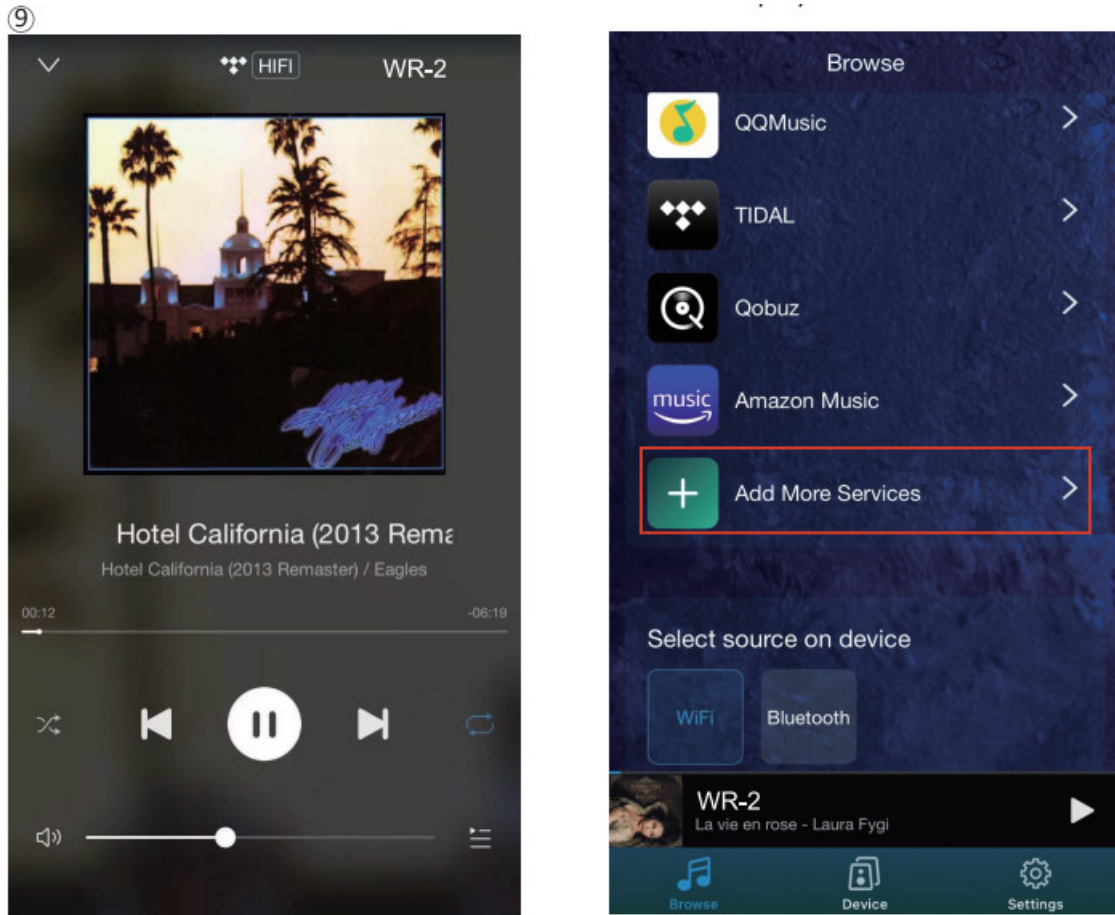 ⑨
HIFI WR-2
Hotel California (2013 Rema
Hotel California (2013 Remaster) / Eagles
00:12 -06:19
Browse
QQMusic
TIDAL
Qobuz
music Amazon Music
Add More Services
Select source on device
WiFi Bluetooth
WR-2
La vie en rose - Laura Fygi
Browse Device Settings